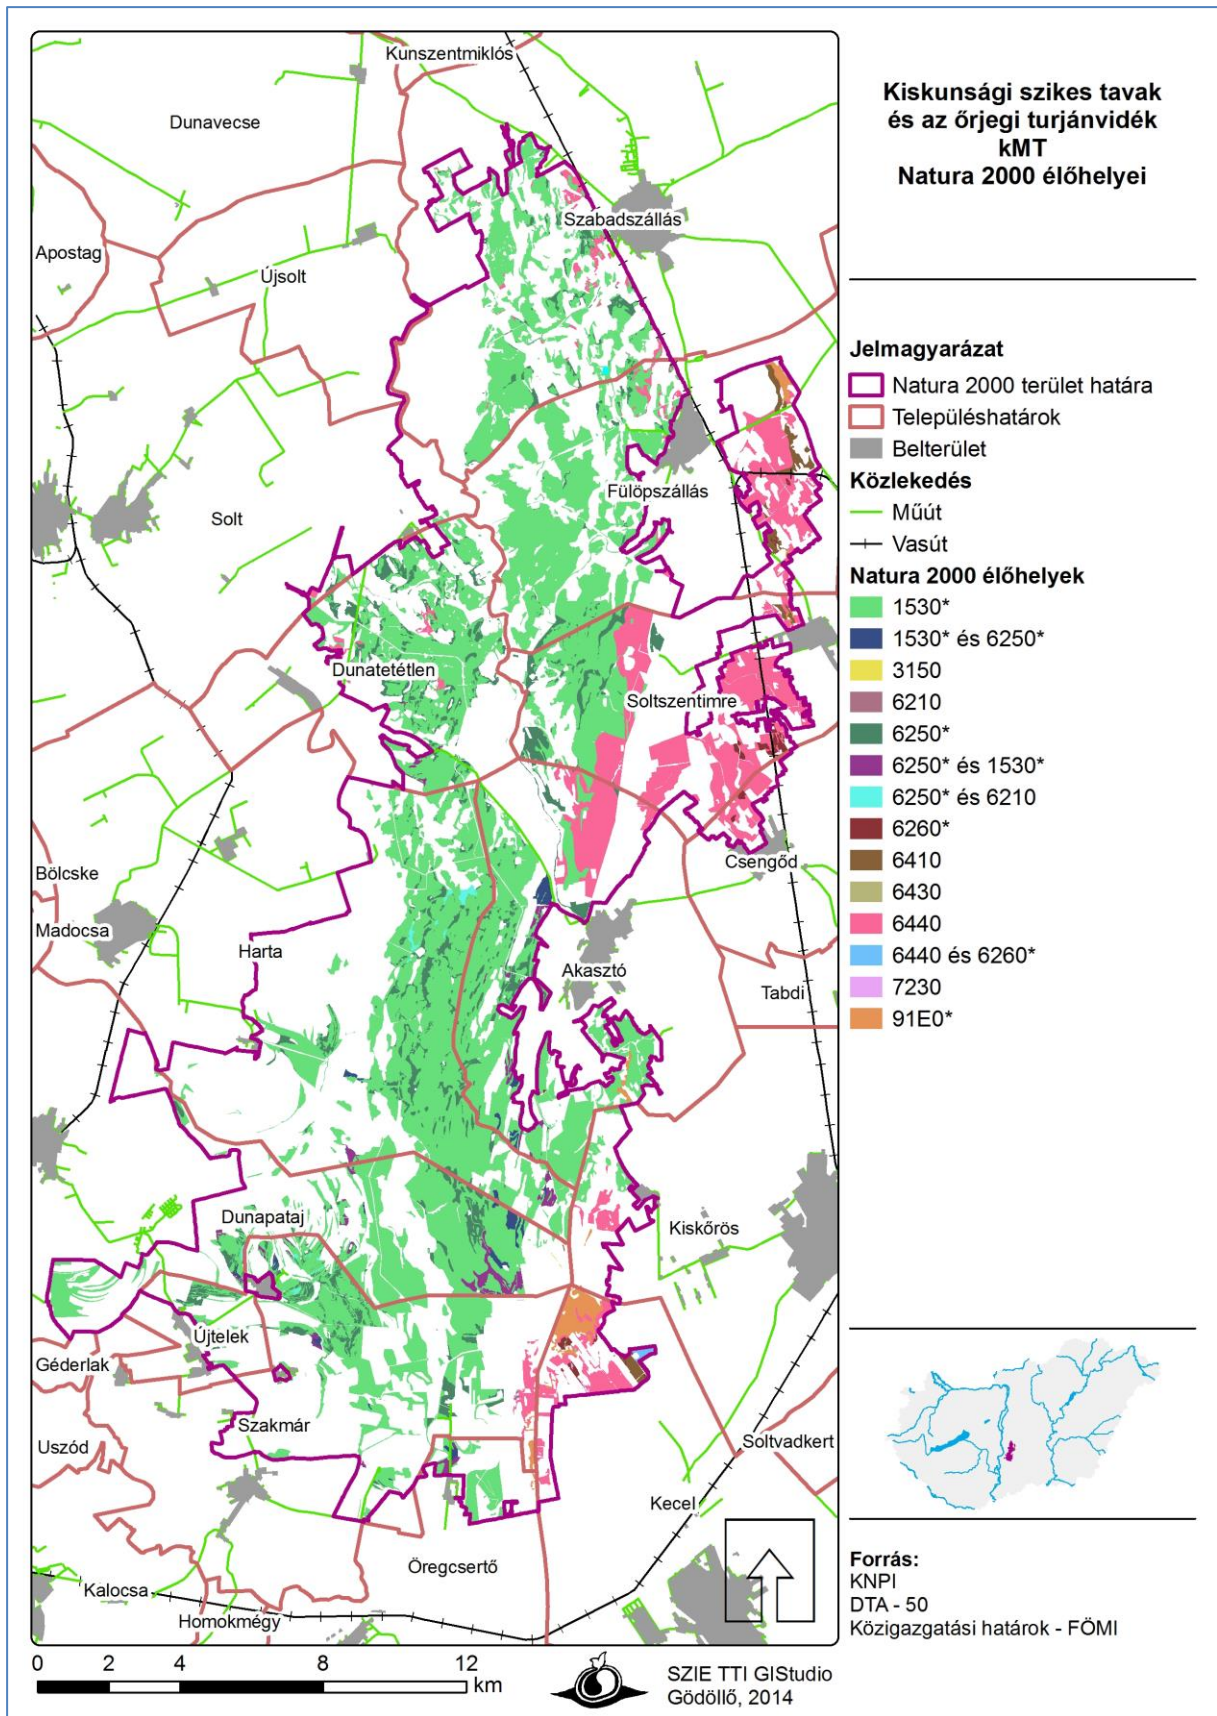 Kiskunsági szikes tavak
és az őrjegi turjánvidék
kMT
Natura 2000 élőhelyei
Kunszentmiklós
Dunavecse
Szabadszállás
Apostag
Újsolt
Fülöpszállás
Solt
Dunatetétlen
Soltszentimre
Csengőd
Bölcske
Madocsa
Harta
Akasztó
Tabdi
Dunapataj
Kiskőrös
Újtelek
Géderlak
Szakmár
Uszód
Soltvadkert
Kecel
Öregcsertő
Kalocsa
Homokmégy
Jelmagyarázat
Natura 2000 terület határa
Településhatárok
Belterület
Közlekedés
Műút
Vasút
Natura 2000 élőhelyek
1530*
1530* és 6250*
3150
6210
6250*
6250* és 1530*
6250* és 6210
6260*
6410
6430
6440
6440 és 6260*
7230
91E0*
Forrás:
KNPI
DTA - 50
Közigazgatási határok - FÖMI
0 2 4 8 12
km
SZIE TTI GIStudio
Gödöllő, 2014